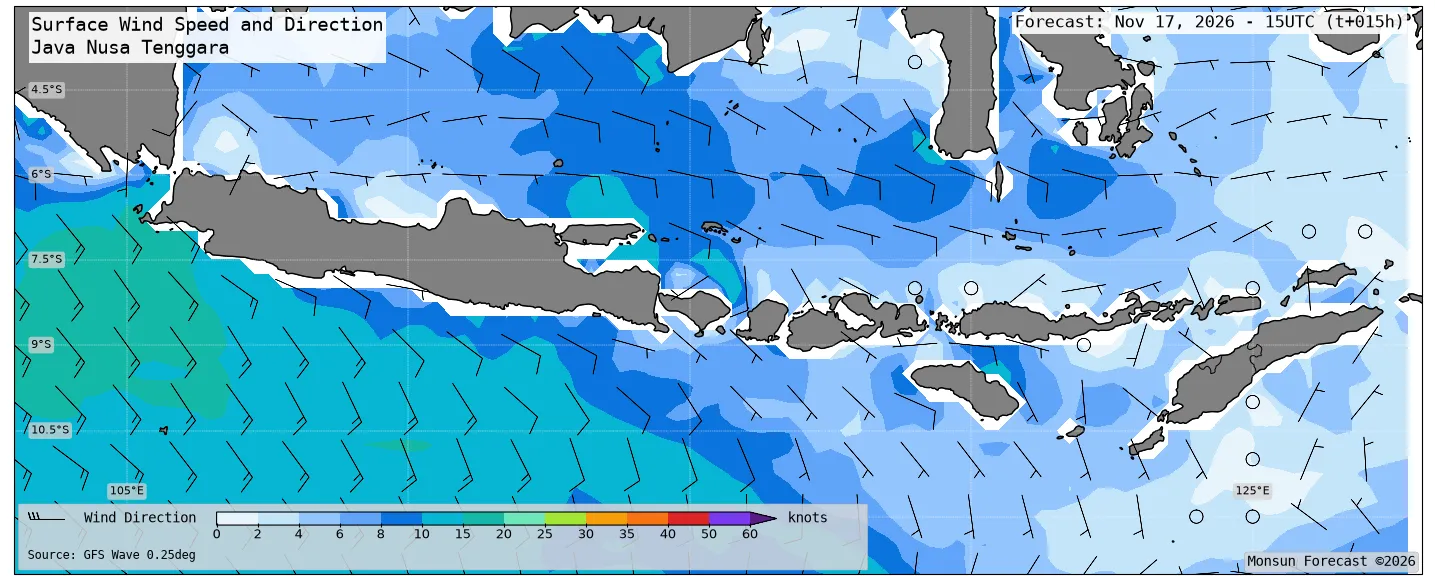 Surface Wind Speed and Direction
Java Nusa Tenggara
Forecast: Nov 17, 2026 - 15UTC (t+015h)
4.5°S
6°S
7.5°S
9°S
10.5°S
105°E
125°E
Wind Direction
0 2 4 6 8 10 15 20 25 30 35 40 50 60
knots
Source: GFS Wave 0.25deg
Monsun Forecast ©2026